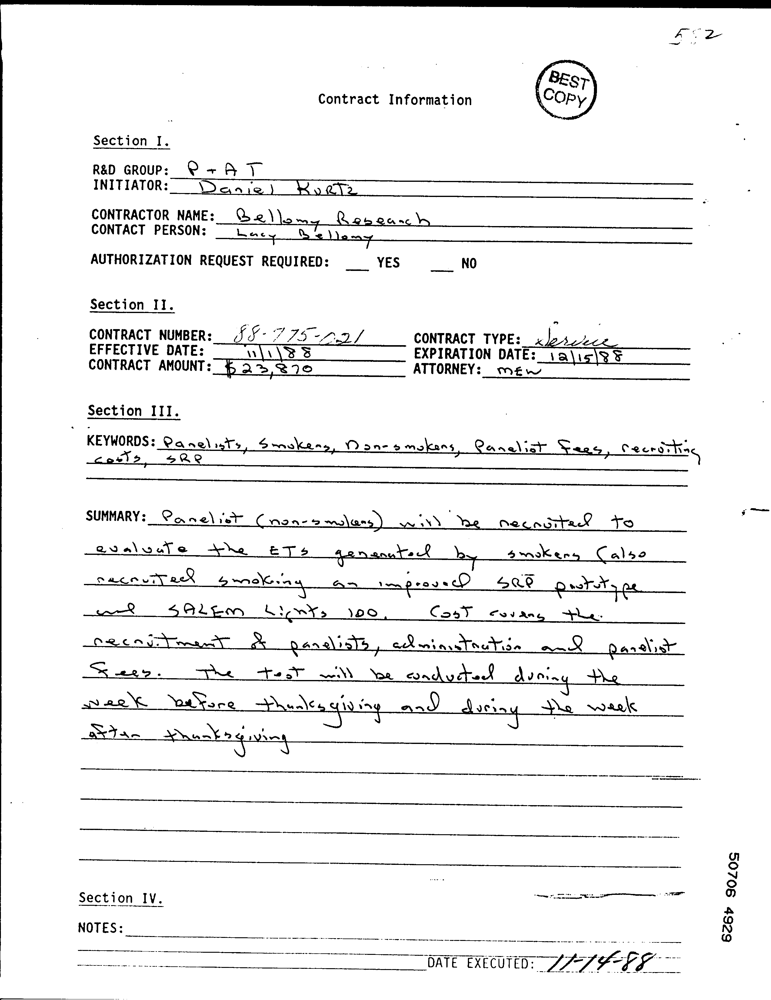 582
BEST COPY
Contract Information
Section I.
R&D GROUP: P + A T
INITIATOR: Daniel Kurtz
CONTRACTOR NAME: Bellomy Research
CONTACT PERSON: Lacy Bellomy
AUTHORIZATION REQUEST REQUIRED: ___ YES ___ NO
Section II.
CONTRACT NUMBER: 88-775-021 CONTRACT TYPE: Service
EFFECTIVE DATE: 11/1/88 EXPIRATION DATE: 12/15/88
CONTRACT AMOUNT: $23,870 ATTORNEY: MEW
Section III.
KEYWORDS: Panelists, Smokers, Non-smokers, Panelist Fees, recruiting
costs, SRP
SUMMARY: Panelist (non-smokers) will be recruited to
evaluate the ETS generated by smokers (also
recruited smoking an improved SRP prototype
and SALEM Lights 100. Cost covers the
recruitment of panelists, administration and panelist
Fees. The test will be conducted during the
week before thanksgiving and during the week
after thanksgiving
Section IV.
NOTES:
DATE EXECUTED: 11-14-88
50706 4929